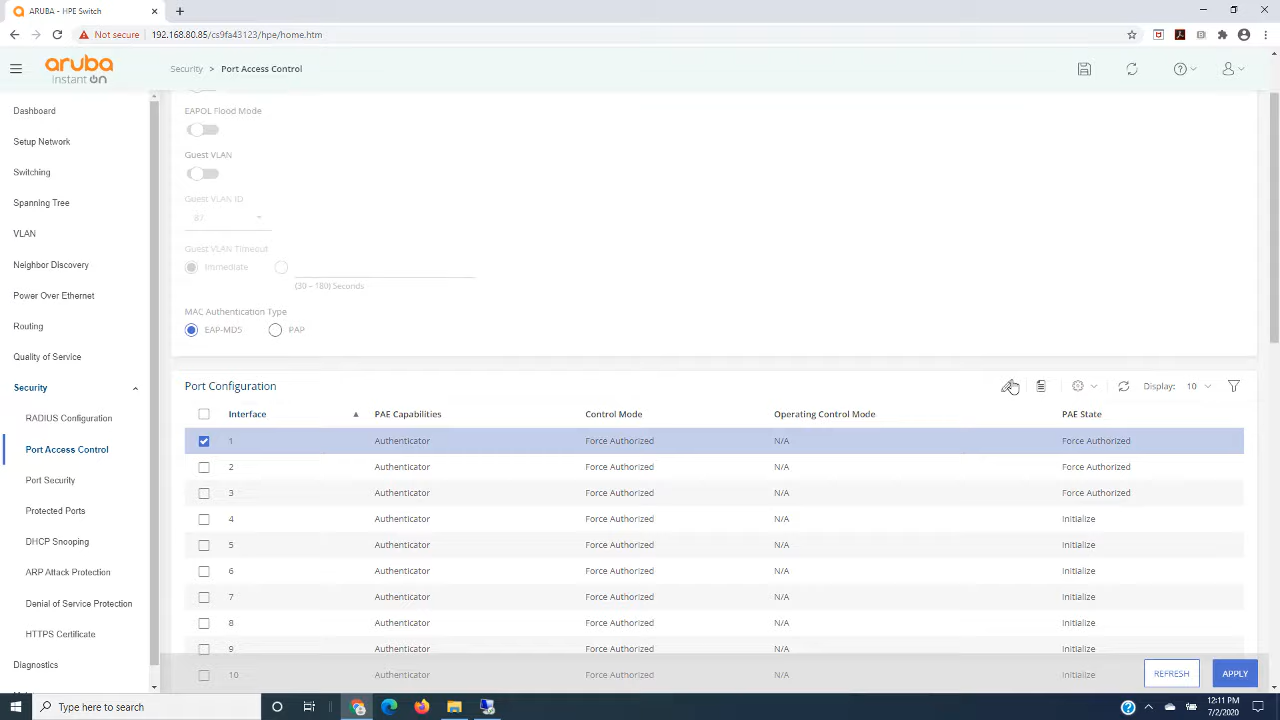 ARUBA - HPE Switch
Not secure 192.168.80.85/cs9fa43123/hpe/home.htm
aruba
instant on
Security > Port Access Control
Dashboard
Setup Network
Switching
Spanning Tree
VLAN
Neighbor Discovery
Power Over Ethernet
Routing
Quality of Service
Security
RADIUS Configuration
Port Access Control
Port Security
Protected Ports
DHCP Snooping
ARP Attack Protection
Denial of Service Protection
HTTPS Certificate
Diagnostics
EAPOL Flood Mode
Guest VLAN
Guest VLAN ID
87
Guest VLAN Timeout
Immediate
(30 – 180) Seconds
MAC Authentication Type
EAP-MD5 PAP
Port Configuration Display: 10
Interface PAE Capabilities Control Mode Operating Control Mode PAE State
1 Authenticator Force Authorized N/A Force Authorized
2 Authenticator Force Authorized N/A Force Authorized
3 Authenticator Force Authorized N/A Force Authorized
4 Authenticator Force Authorized N/A Initialize
5 Authenticator Force Authorized N/A Initialize
6 Authenticator Force Authorized N/A Initialize
7 Authenticator Force Authorized N/A Initialize
8 Authenticator Force Authorized N/A Initialize
9 Authenticator Force Authorized N/A Initialize
10 Authenticator Force Authorized N/A Initialize
REFRESH APPLY
Type here to search
12:11 PM
7/2/2020